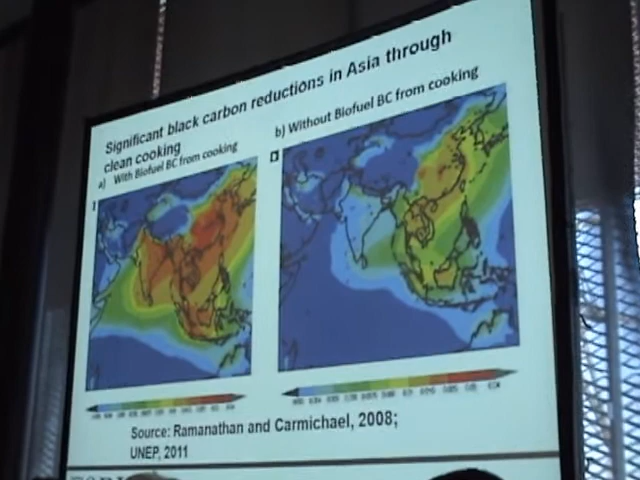 Significant black carbon reductions in Asia through
clean cooking
a) With Biofuel BC from cooking
b) Without Biofuel BC from cooking
Source: Ramanathan and Carmichael, 2008;
UNEP, 2011